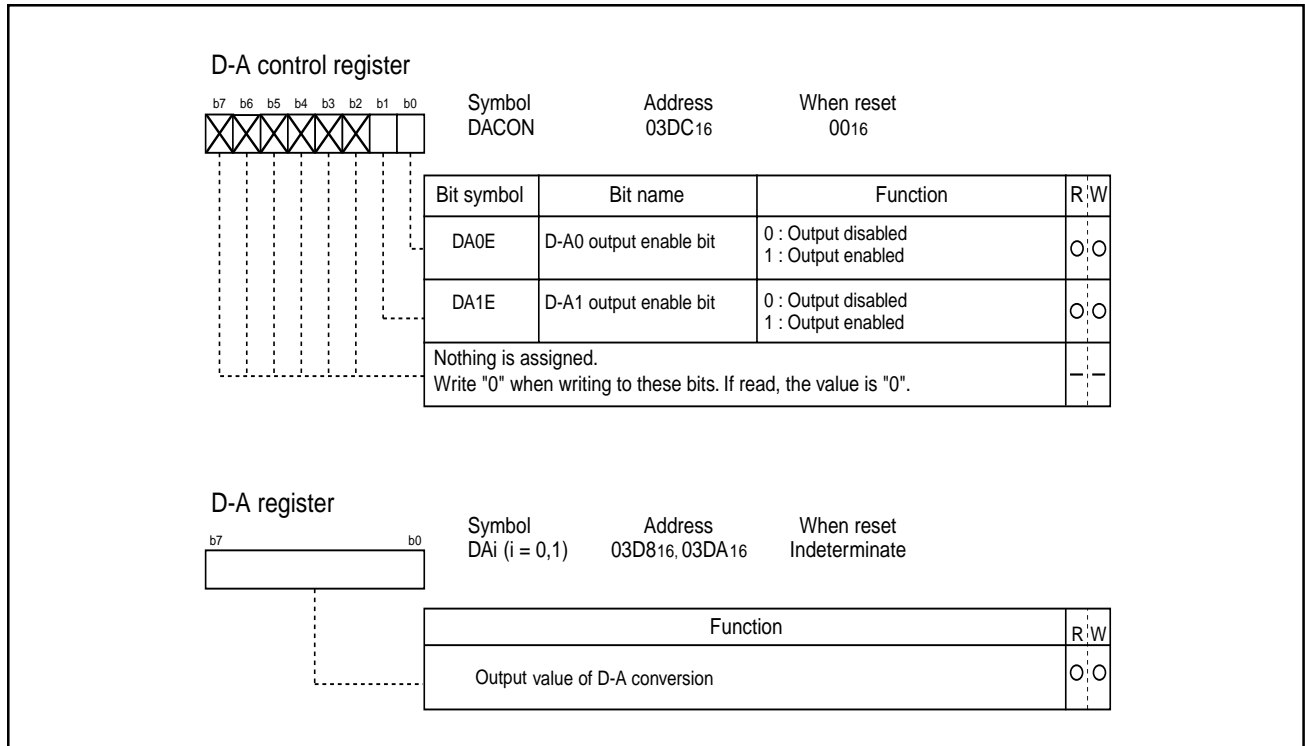 D-A control register
b7 b6 b5 b4 b3 b2 b1 b0
Symbol Address When reset
DACON 03DC16 0016
Bit symbol Bit name Function R W
DA0E D-A0 output enable bit 0 : Output disabled
1 : Output enabled
DA1E D-A1 output enable bit 0 : Output disabled
1 : Output enabled
Nothing is assigned.
Write "0" when writing to these bits. If read, the value is "0".
D-A register
b7 b0
Symbol Address When reset
DAi (i = 0,1) 03D816, 03DA16 Indeterminate
Function R W
Output value of D-A conversion